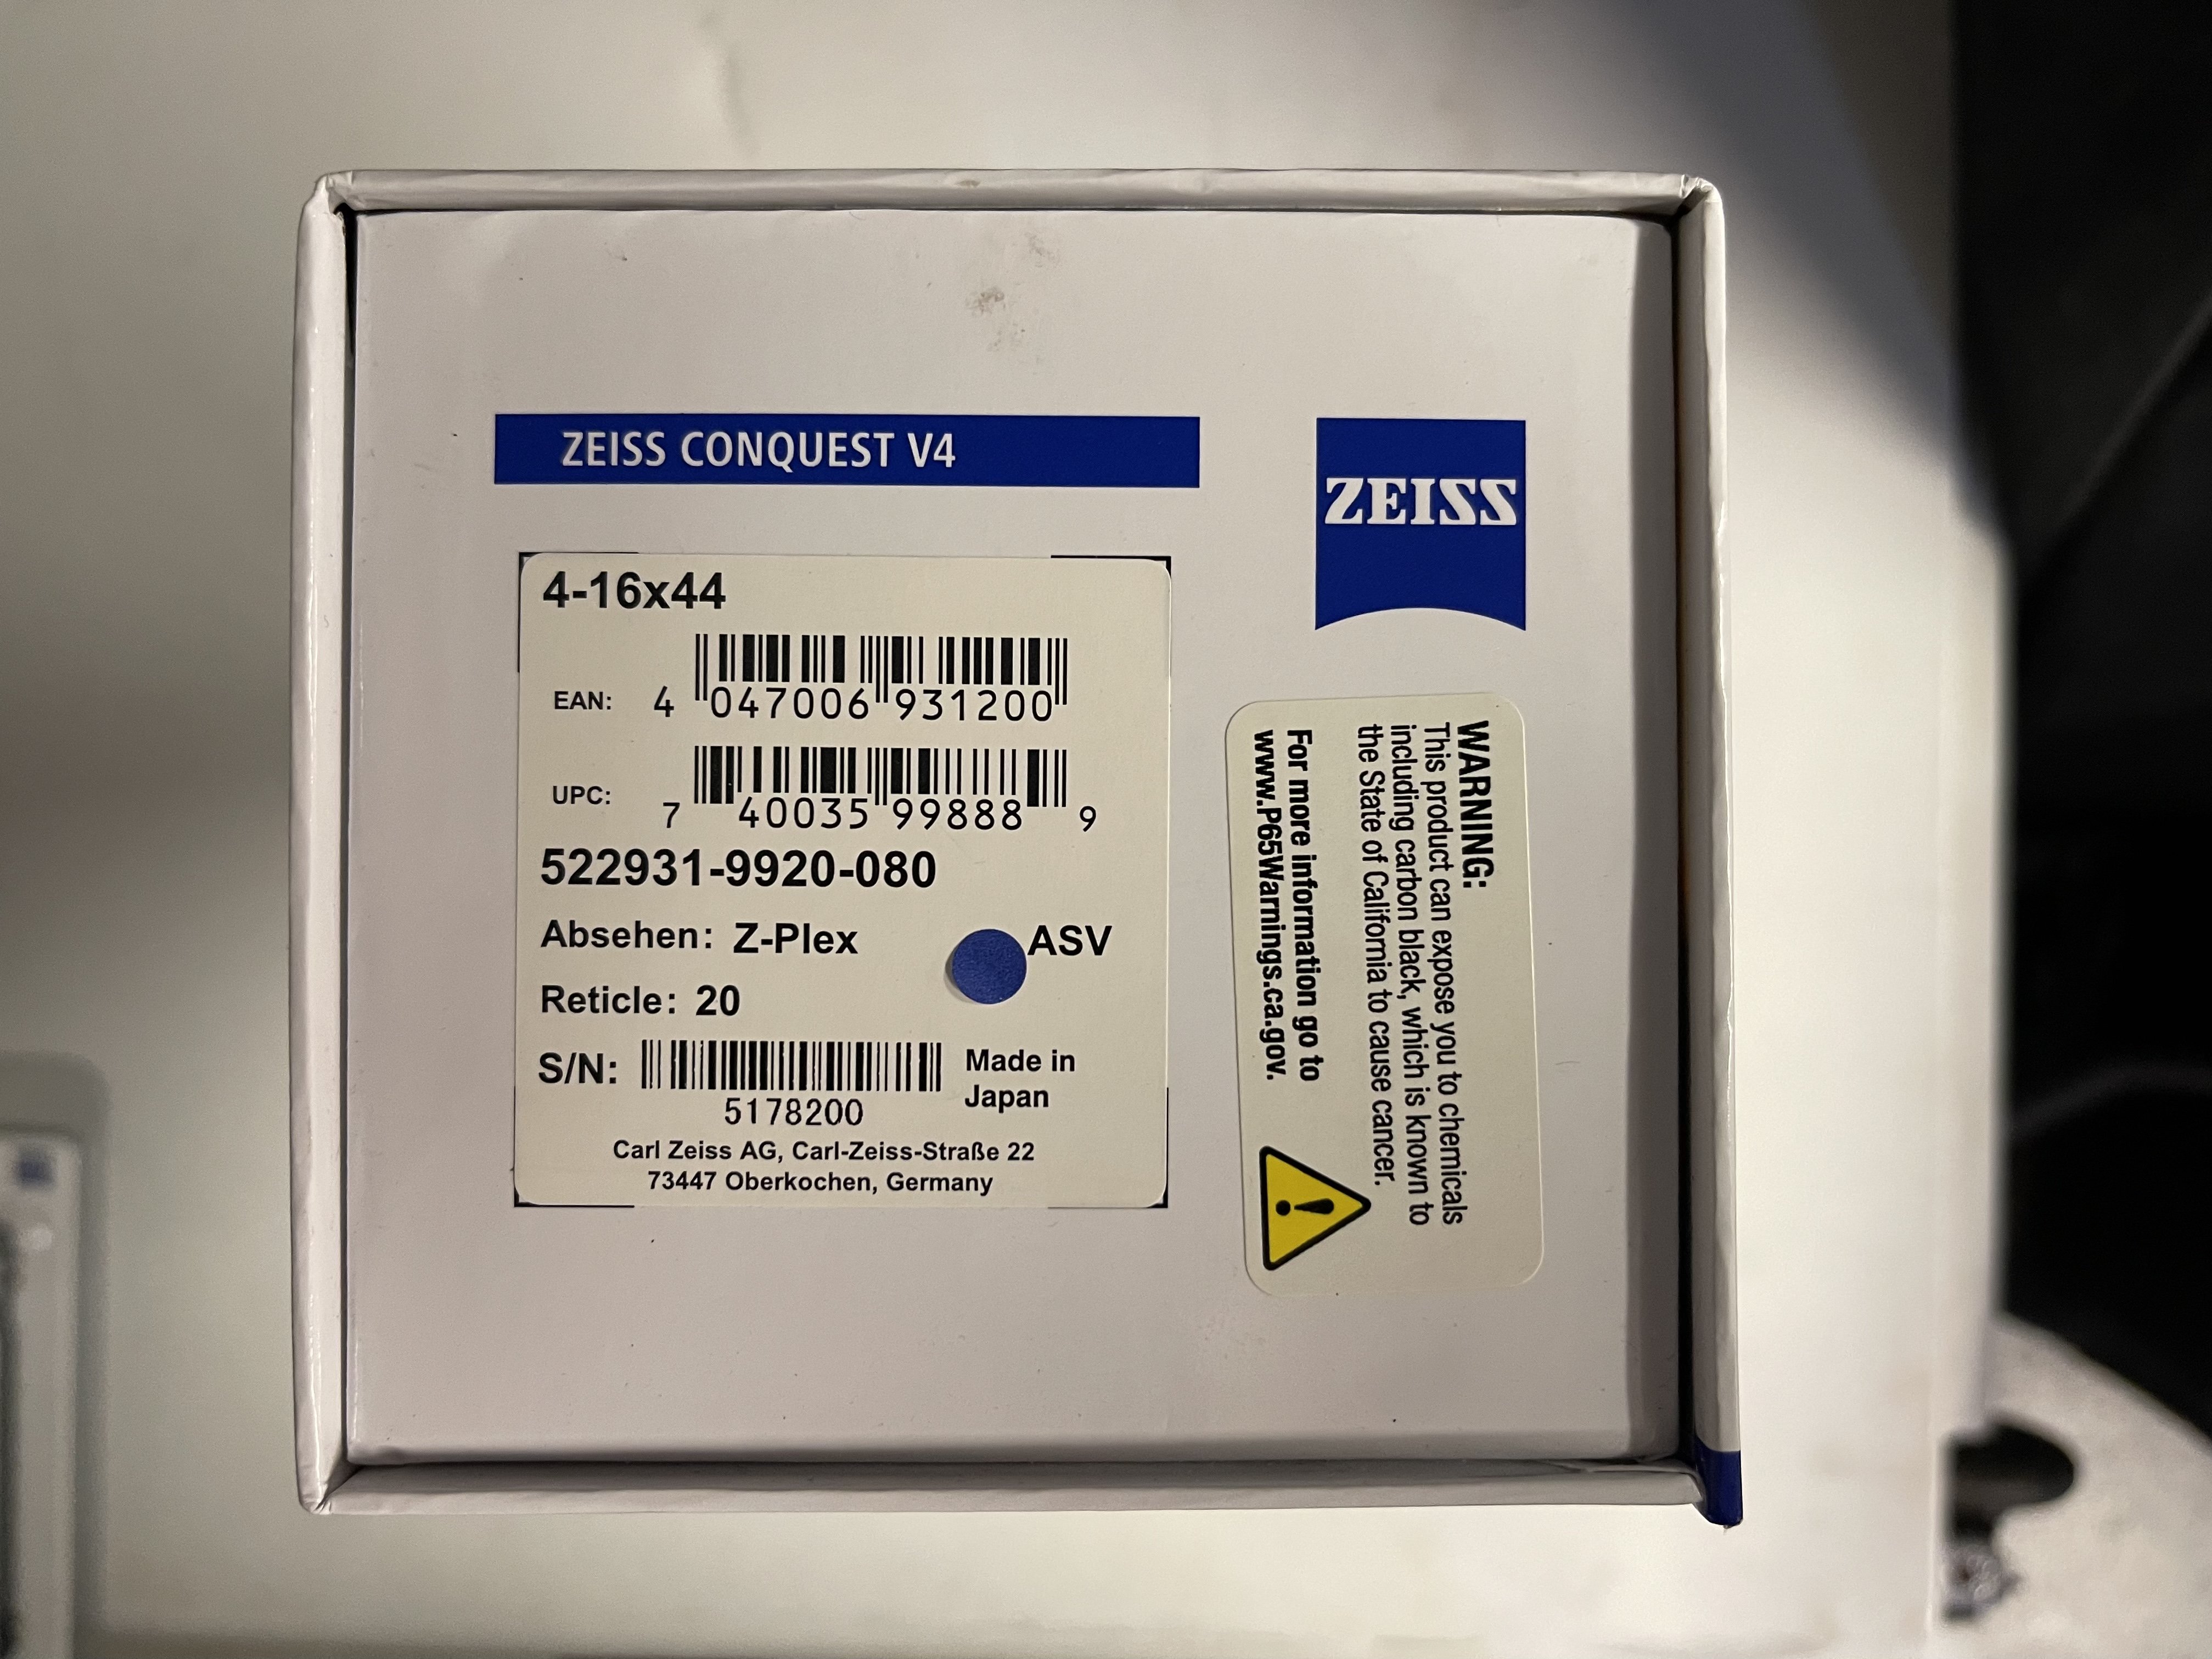 ZEISS CONQUEST V4
ZEISS
4-16x44
EAN: 4 047006 931200
UPC: 7 40035 99888 9
522931-9920-080
Absehen: Z-Plex ASV
Reticle: 20
S/N: Made in
Japan
5178200
Carl Zeiss AG, Carl-Zeiss-Straße 22
73447 Oberkochen, Germany
WARNING:
This product can expose you to chemicals
including carbon black, which is known to
the State of California to cause cancer.
For more information go to
www.P65Warnings.ca.gov.